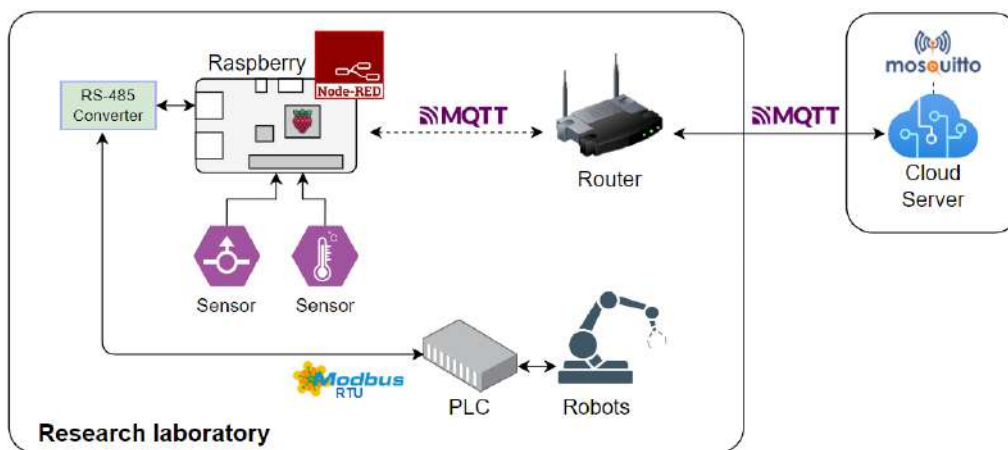 Raspberry
Node-RED
RS-485
Converter
MQTT
MQTT
mosquitto
Router
Cloud
Server
Sensor
Sensor
Modbus
RTU
PLC
Robots
Research laboratory